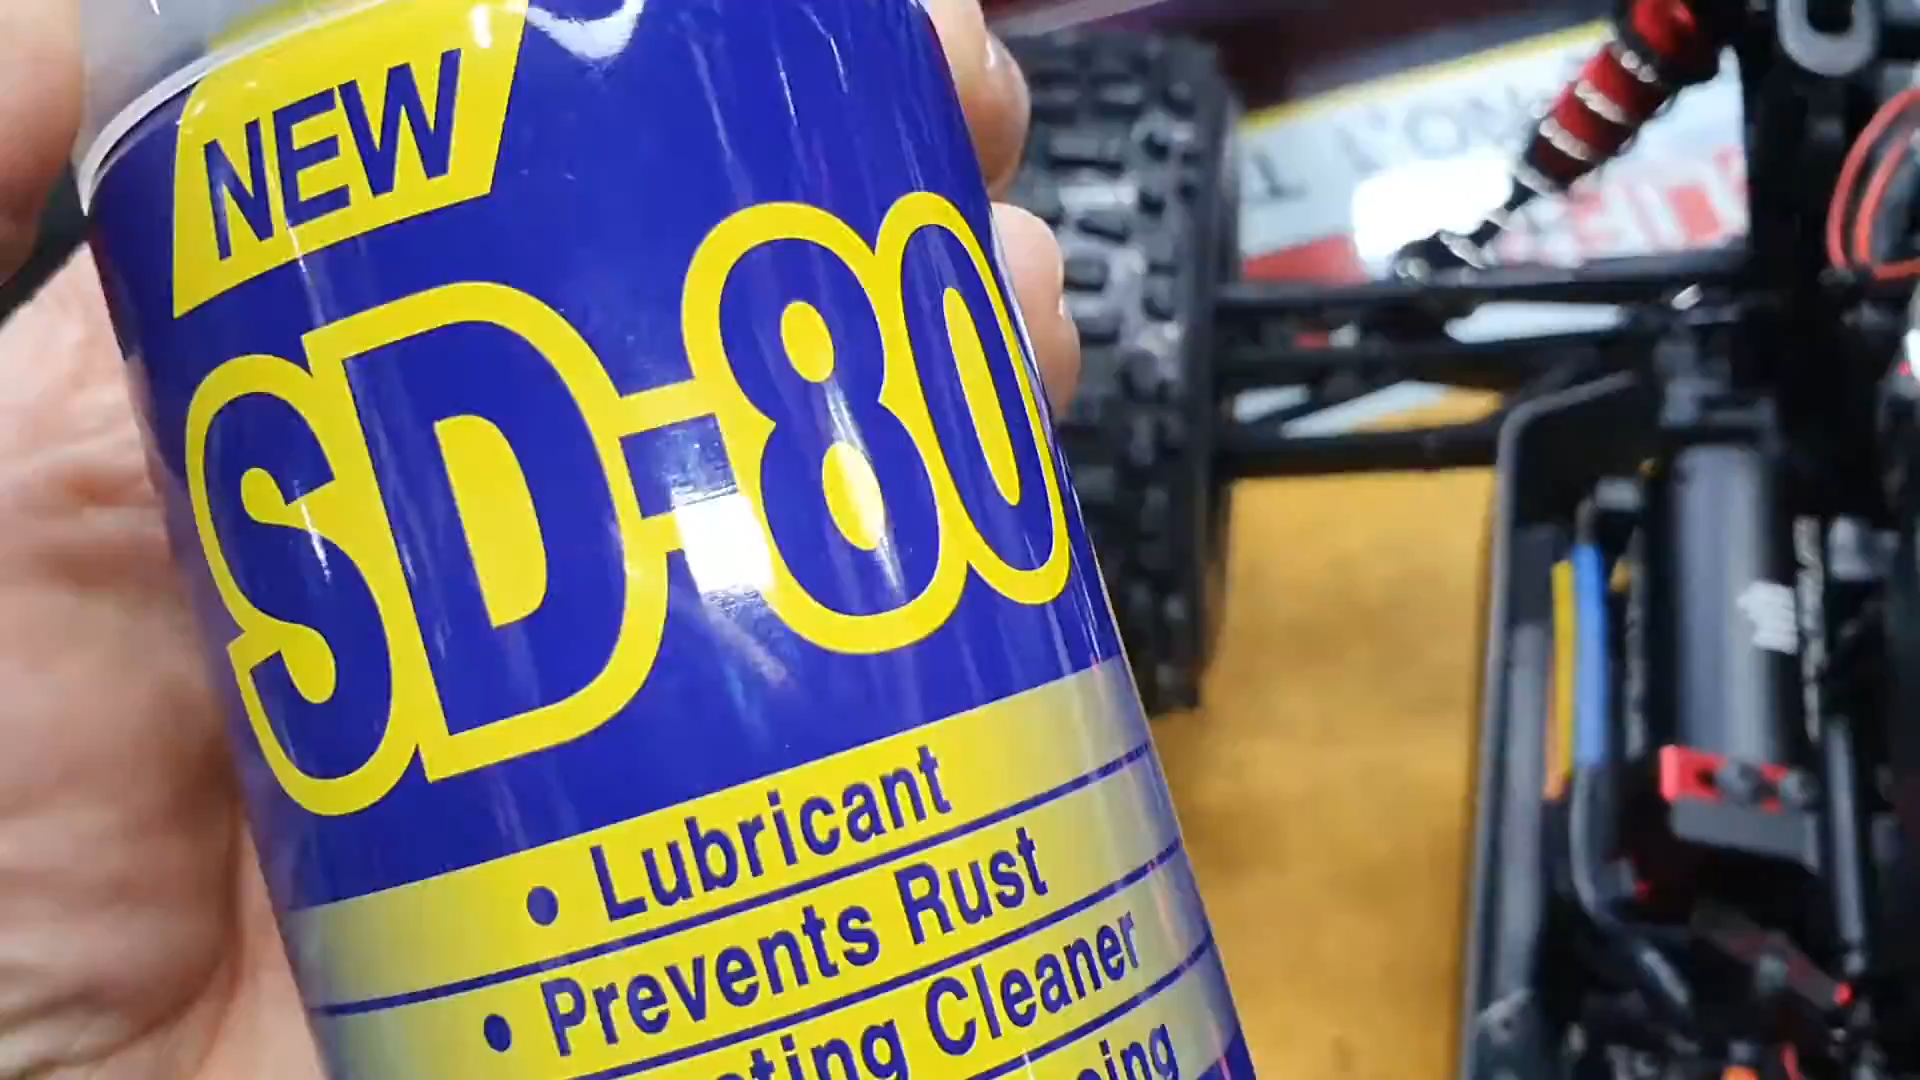 NEW
SD-80
• Lubricant
• Prevents Rust
Cleaner